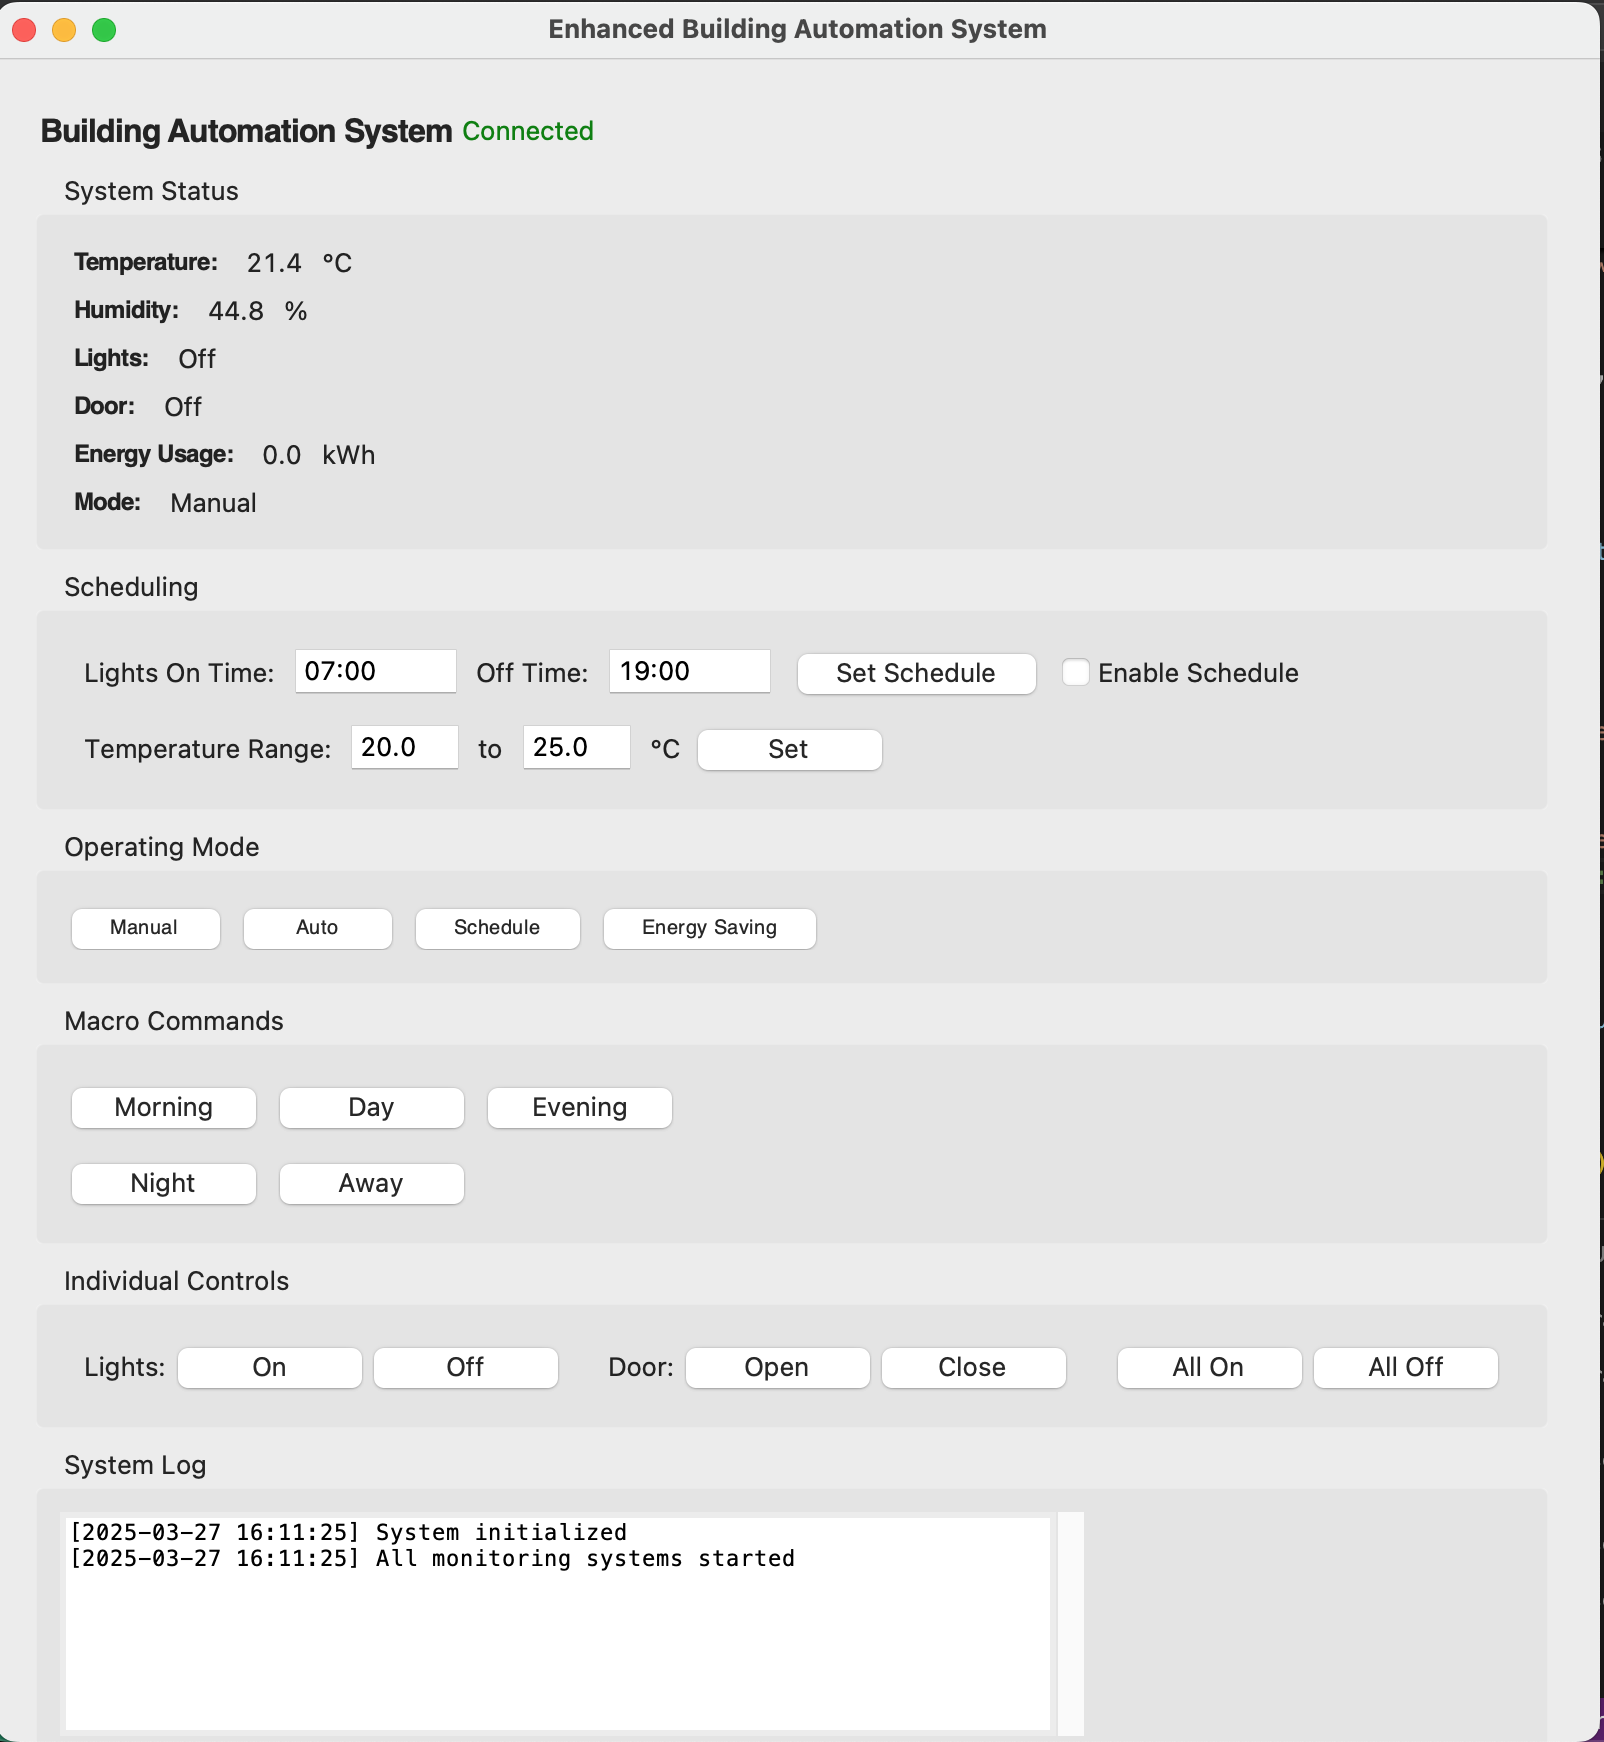 Enhanced Building Automation System
Building Automation System Connected
System Status
Temperature: 21.4 °C
Humidity: 44.8 %
Lights: Off
Door: Off
Energy Usage: 0.0 kWh
Mode: Manual
Scheduling
Lights On Time: 07:00 Off Time: 19:00 Set Schedule Enable Schedule
Temperature Range: 20.0 to 25.0 °C Set
Operating Mode
Manual Auto Schedule Energy Saving
Macro Commands
Morning Day Evening
Night Away
Individual Controls
Lights: On Off Door: Open Close All On All Off
System Log
[2025-03-27 16:11:25] System initialized
[2025-03-27 16:11:25] All monitoring systems started